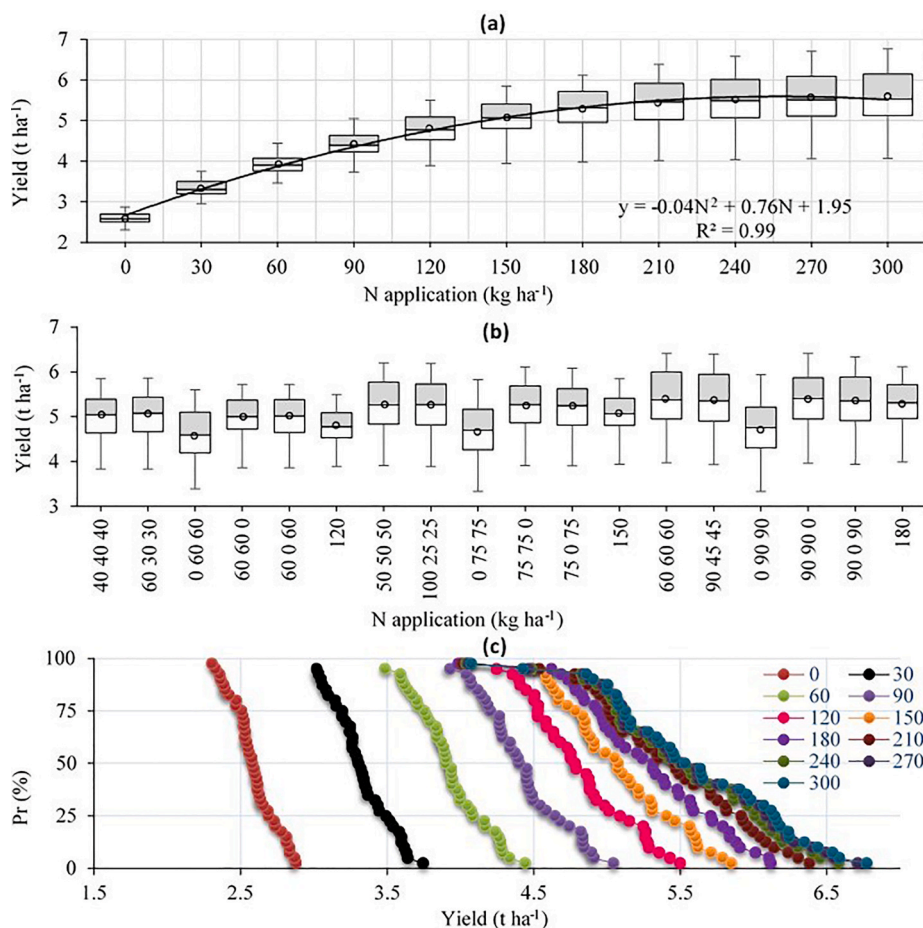 (a)
7
6
5
4
3
2
Yield (t ha-1)
y = -0.04N² + 0.76N + 1.95
R² = 0.99
0 30 60 90 120 150 180 210 240 270 300
N application (kg ha-1)
(b)
7
6
5
4
3
Yield (t ha-1)
40 40 40
60 30 30
0 60 60
60 60 0
60 0 60
120
50 50 50
100 25 25
0 75 75
75 75 0
75 0 75
150
60 60 60
90 45 45
0 90 90
90 90 0
90 0 90
180
N application (kg ha-1)
(c)
100
75
50
25
0
Pr (%)
0 30
60 90
120 150
180 210
240 270
300
1.5 2.5 3.5 4.5 5.5 6.5
Yield (t ha-1)